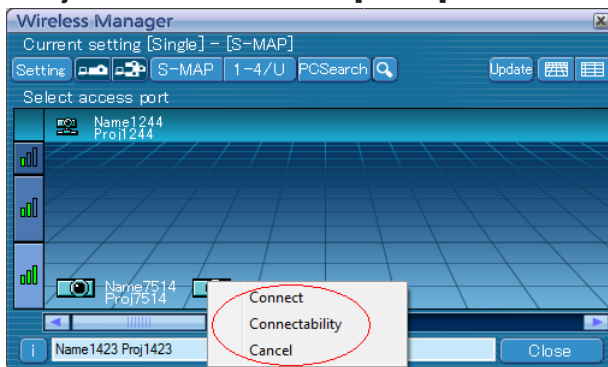 Wireless Manager
Current setting [Single] - [S-MAP]
Setting S-MAP 1-4/U PCSearch Update
Select access port
Name1244
Proj1244
Name7514
Proj7514
Connect
Connectability
Cancel
i Name1423 Proj1423 Close